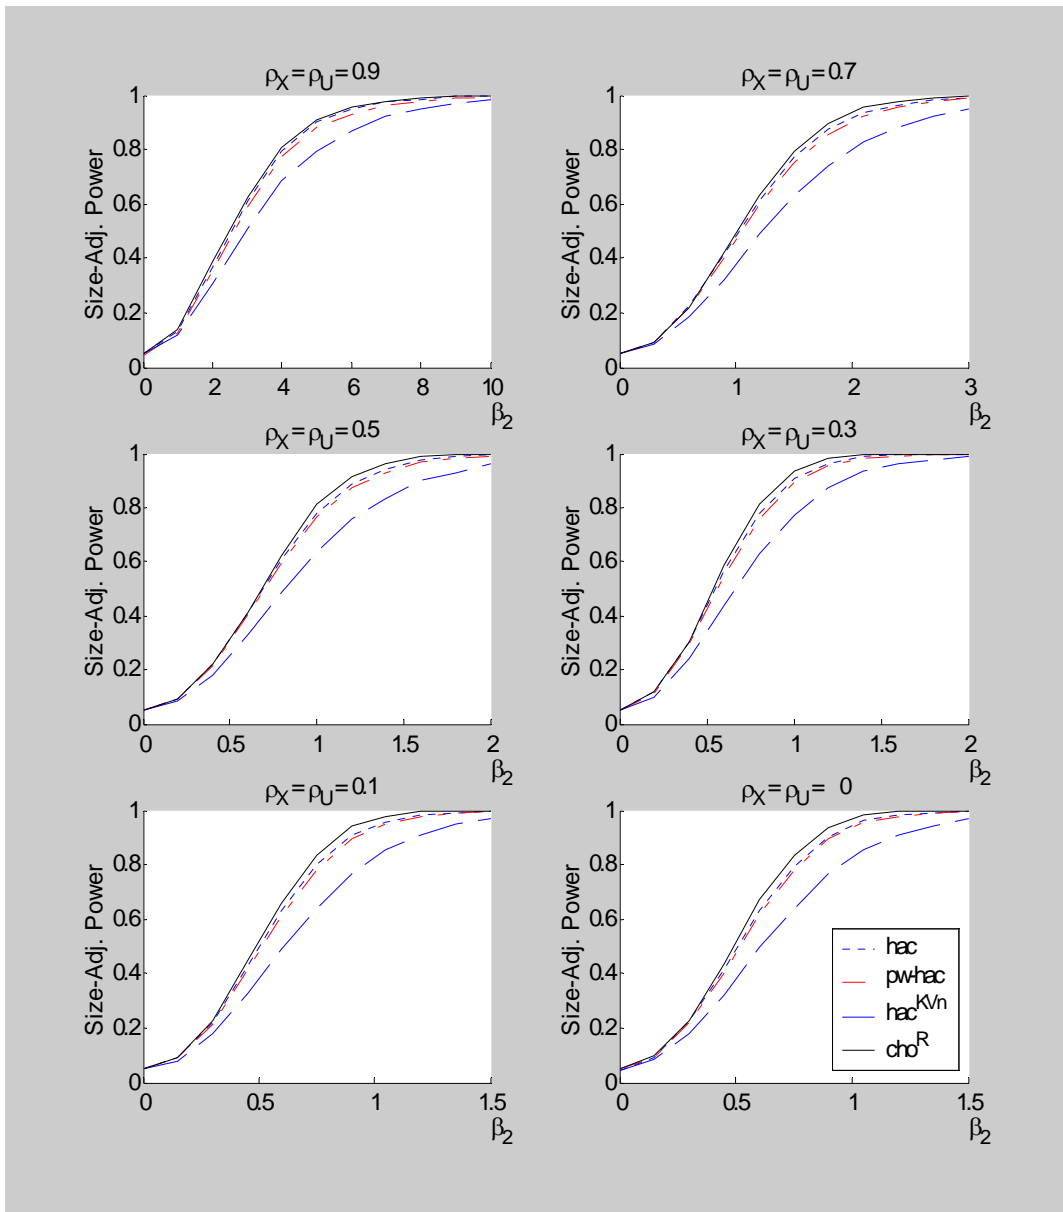 ρX = ρU = 0.9
Size-Adj. Power
1
0.8
0.6
0.4
0.2
0
0 2 4 6 8 10
β2
ρX = ρU = 0.7
Size-Adj. Power
1
0.8
0.6
0.4
0.2
0
0 1 2 3
β2
ρX = ρU = 0.5
Size-Adj. Power
1
0.8
0.6
0.4
0.2
0
0 0.5 1 1.5 2
β2
ρX = ρU = 0.3
Size-Adj. Power
1
0.8
0.6
0.4
0.2
0
0 0.5 1 1.5 2
β2
ρX = ρU = 0.1
Size-Adj. Power
1
0.8
0.6
0.4
0.2
0
0 0.5 1 1.5
β2
ρX = ρU = 0
Size-Adj. Power
1
0.8
0.6
0.4
0.2
0
0 0.5 1 1.5
β2
hac
pw-hac
hacKVn
choR